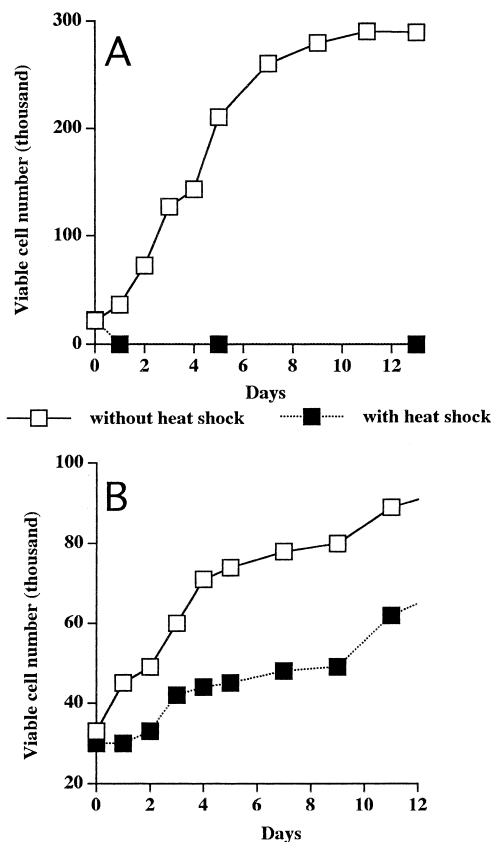 A
300
200
100
0
Viable cell number (thousand)
0 2 4 6 8 10 12
Days
without heat shock with heat shock
B
100
80
60
40
20
Viable cell number (thousand)
0 2 4 6 8 10 12
Days